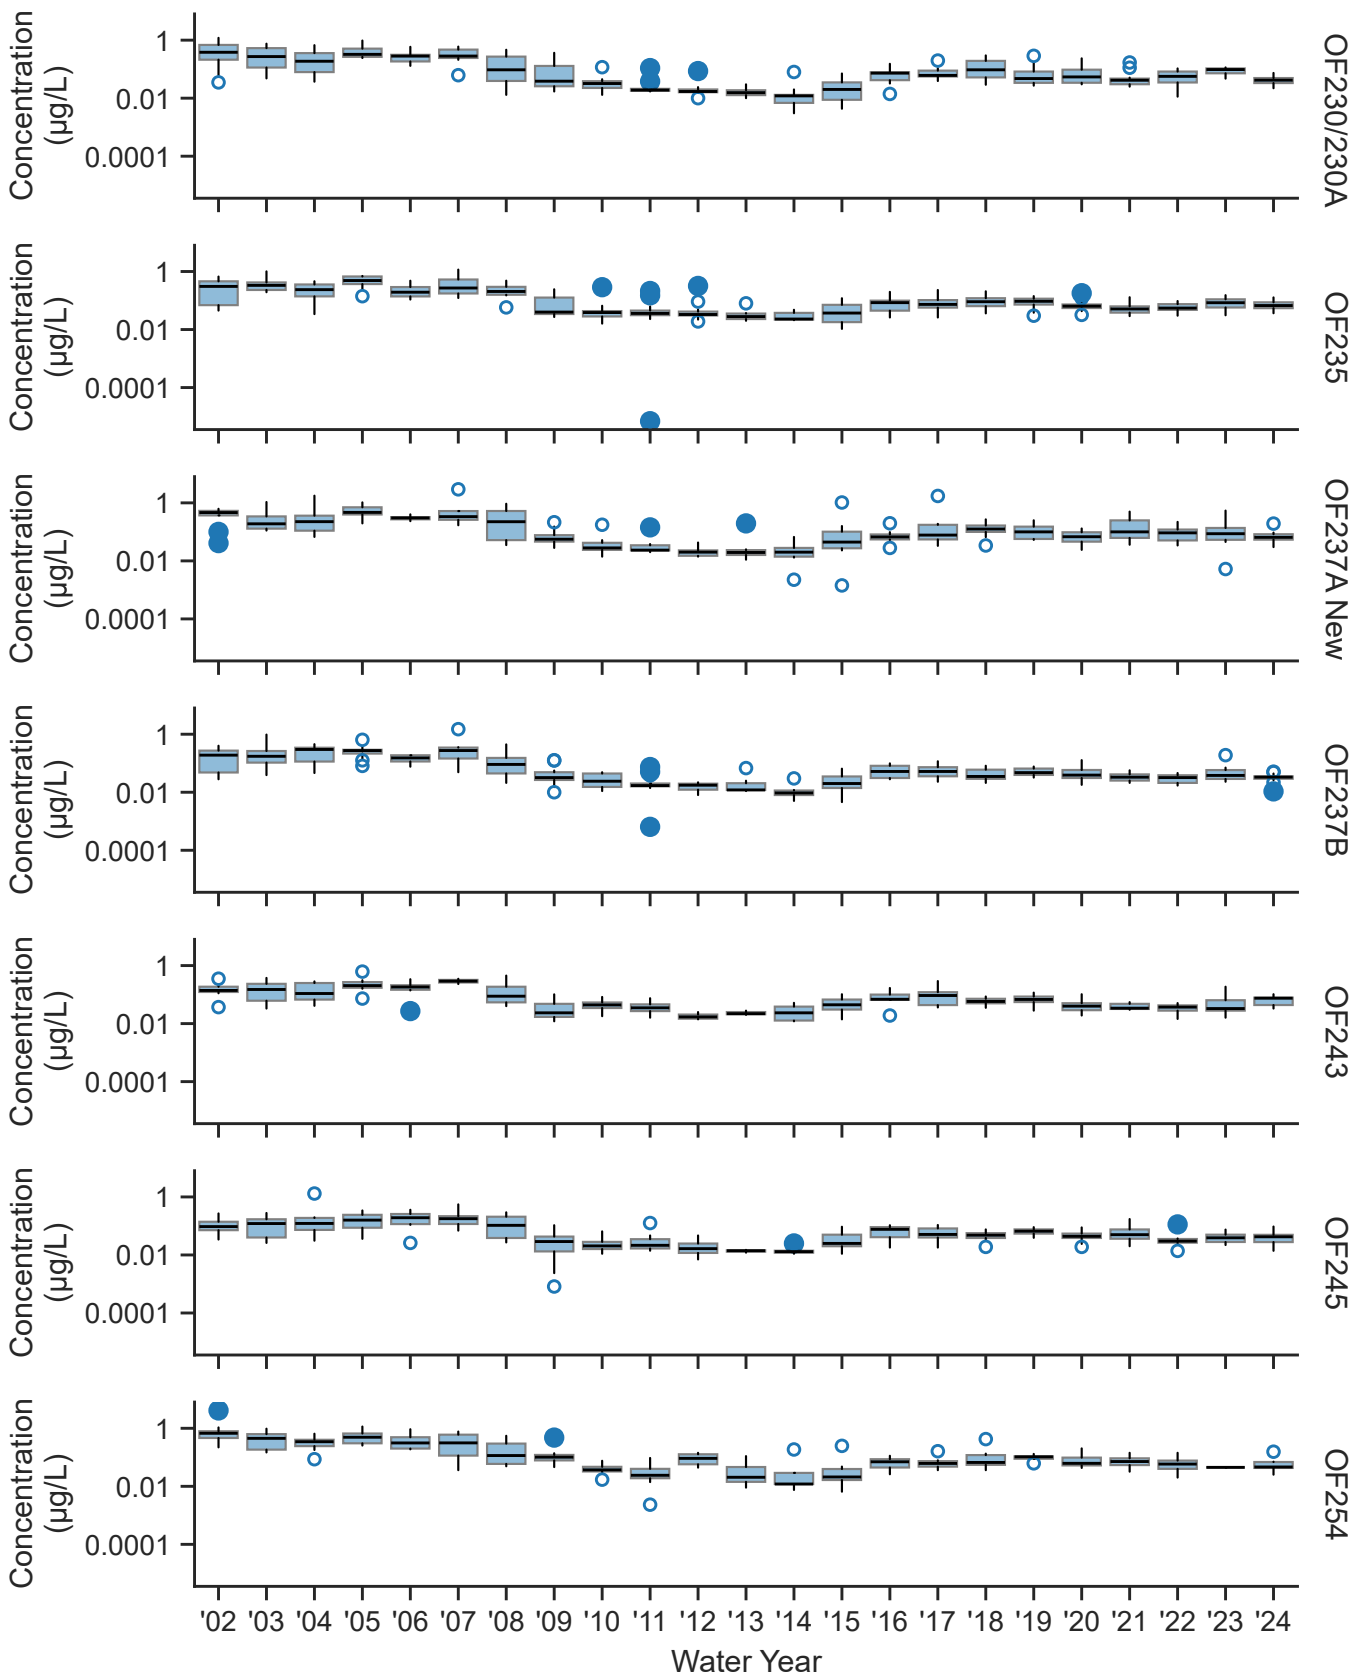 Concentration
(µg/L)
1
0.01
0.0001
OF230/230A
Concentration
(µg/L)
1
0.01
0.0001
OF235
Concentration
(µg/L)
1
0.01
0.0001
OF237A New
Concentration
(µg/L)
1
0.01
0.0001
OF237B
Concentration
(µg/L)
1
0.01
0.0001
OF243
Concentration
(µg/L)
1
0.01
0.0001
OF245
Concentration
(µg/L)
1
0.01
0.0001
OF254
'02 '03 '04 '05 '06 '07 '08 '09 '10 '11 '12 '13 '14 '15 '16 '17 '18 '19 '20 '21 '22 '23 '24
Water Year